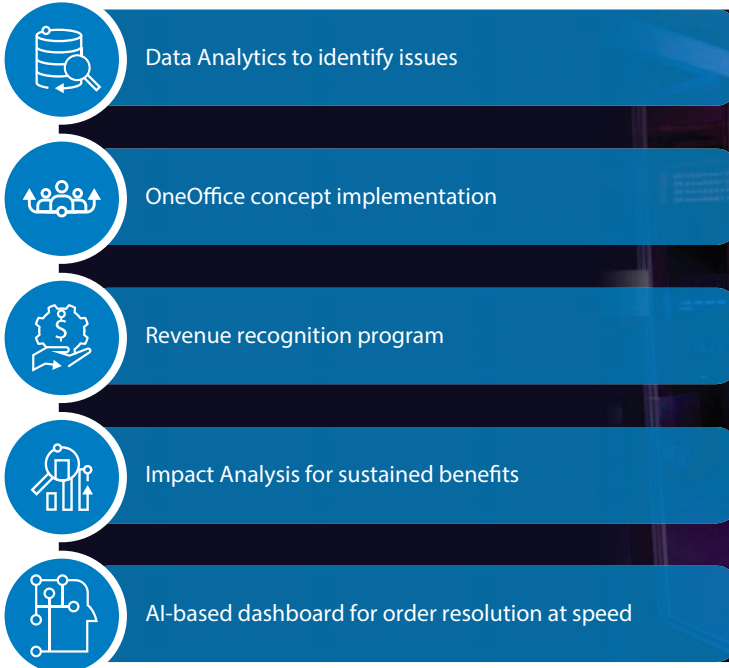 Data Analytics to identify issues
OneOffice concept implementation
$
Revenue recognition program
Impact Analysis for sustained benefits
AI-based dashboard for order resolution at speed